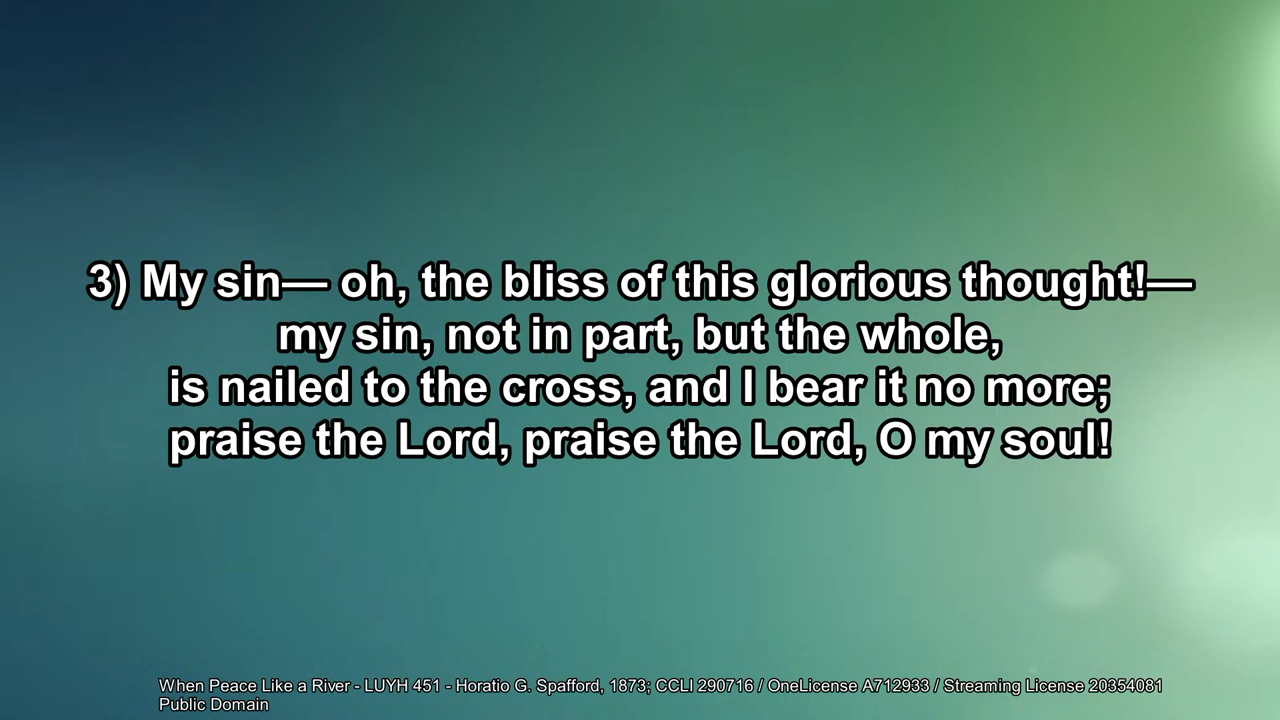 3) My sin— oh, the bliss of this glorious thought!—
my sin, not in part, but the whole,
is nailed to the cross, and I bear it no more;
praise the Lord, praise the Lord, O my soul!
When Peace Like a River - LUYH 451 - Horatio G. Spafford, 1873; CCLI 290716 / OneLicense A712933 / Streaming License 20354081
Public Domain